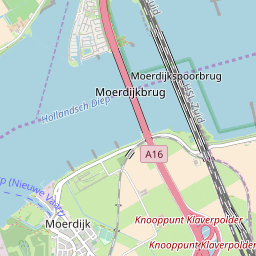 Moerdijkspoorbrug
Moerdijkbrug
Hollandsch Diep
HSL Zuid
A16
(Nieuwe Vaart)
Knooppunt Klaverpolder
Moerdijk
Knooppunt Klaverpolder